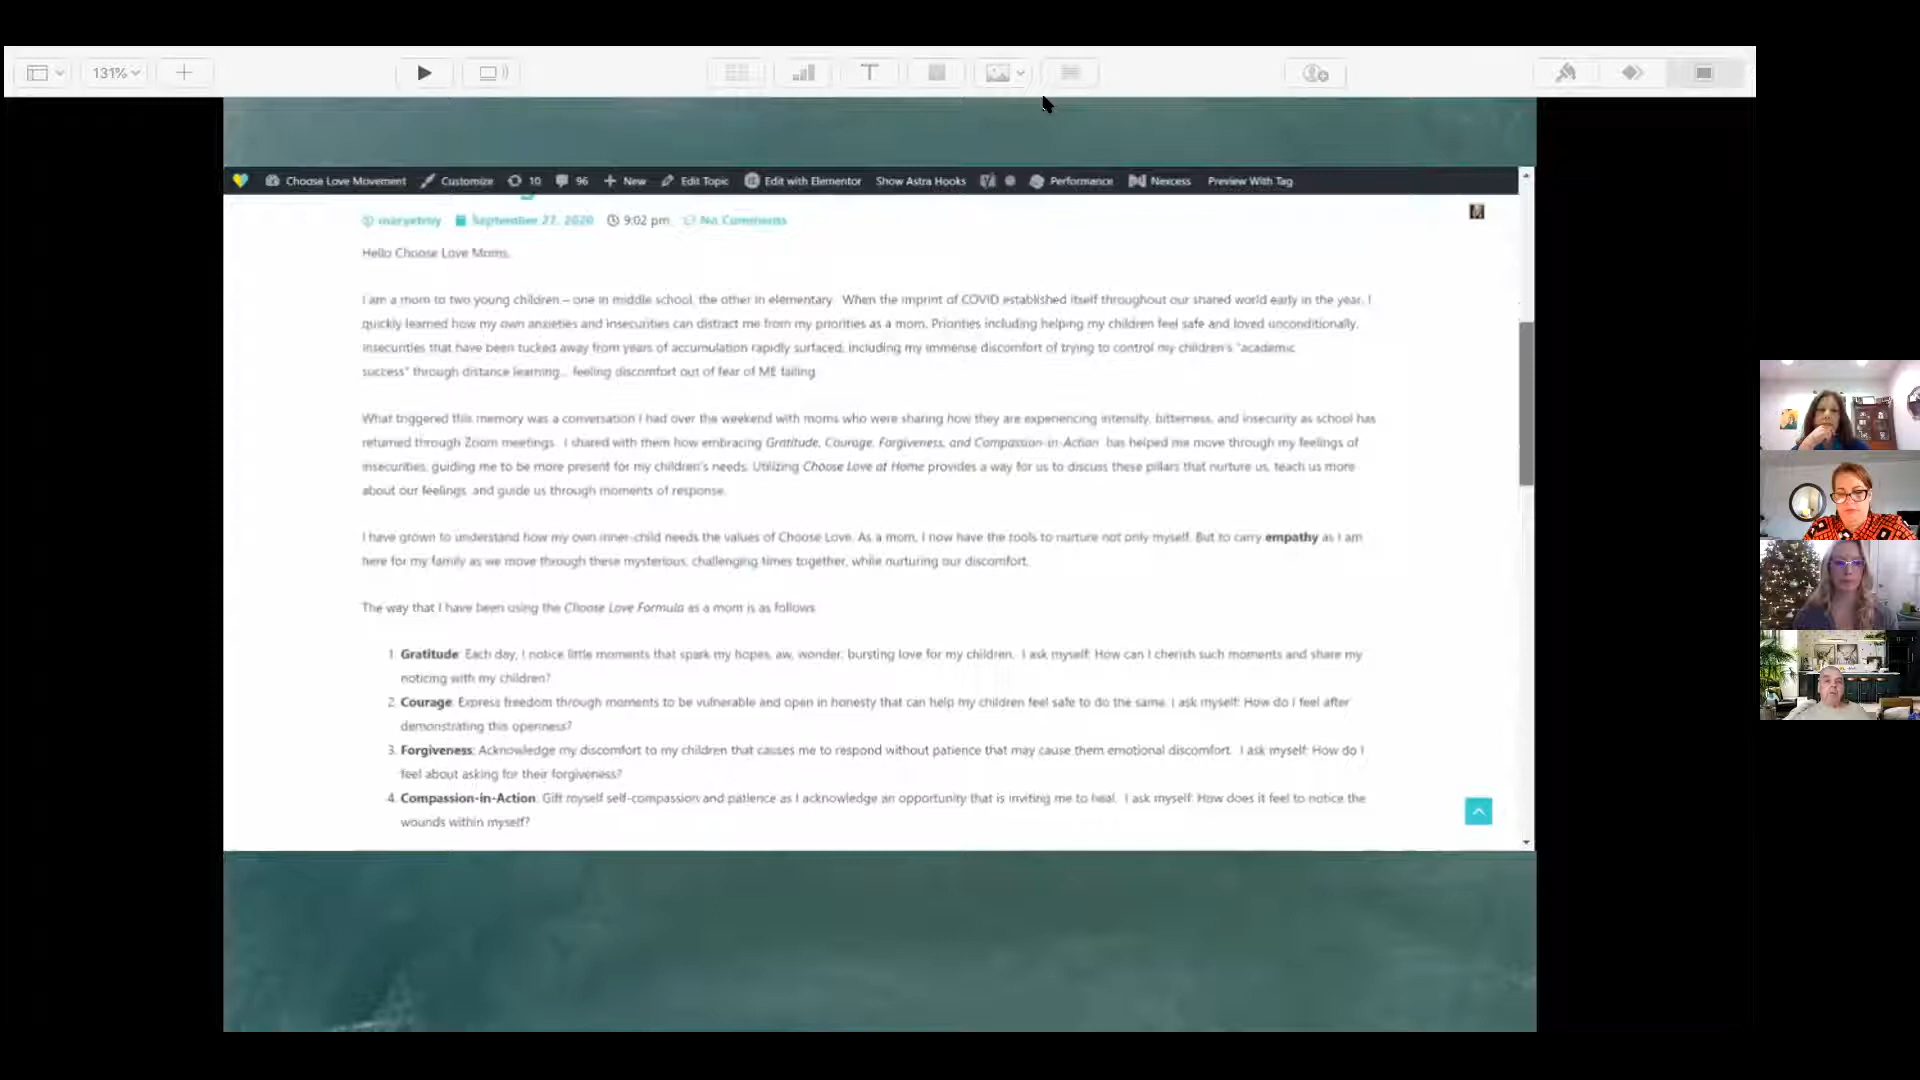 131%
Choose Love Movement Customize 10 96 New Edit Topic Edit with Elementor Show Astra Hooks Performance Nexcess Preview With Tag
maryetroy September 27, 2020 9:02 pm No Comments
Hello Choose Love Moms,
I am a mom to two young children – one in middle school, the other in elementary. When the imprint of COVID established itself throughout our shared world early in the year, I
quickly learned how my own anxieties and insecurities can distract me from my priorities as a mom. Priorities including helping my children feel safe and loved unconditionally.
Insecurities that have been tucked away from years of accumulation rapidly surfaced, including my immense discomfort of trying to control my children's "academic
success" through distance learning... feeling discomfort out of fear of ME failing.
What triggered this memory was a conversation I had over the weekend with moms who were sharing how they are experiencing intensity, bitterness, and insecurity as school has
returned through Zoom meetings. I shared with them how embracing Gratitude, Courage, Forgiveness, and Compassion-in-Action has helped me move through my feelings of
insecurities, guiding me to be more present for my children's needs. Utilizing Choose Love at Home provides a way for us to discuss these pillars that nurture us, teach us more
about our feelings, and guide us through moments of response.
I have grown to understand how my own inner-child needs the values of Choose Love. As a mom, I now have the tools to nurture not only myself. But to carry empathy as I am
here for my family as we move through these mysterious, challenging times together, while nurturing our discomfort.
The way that I have been using the Choose Love Formula as a mom is as follows
1. Gratitude: Each day, I notice little moments that spark my hopes, aw, wonder, bursting love for my children. I ask myself: How can I cherish such moments and share my
noticing with my children?
2. Courage: Express freedom through moments to be vulnerable and open in honesty that can help my children feel safe to do the same. I ask myself: How do I feel after
demonstrating this openness?
3. Forgiveness: Acknowledge my discomfort to my children that causes me to respond without patience that may cause them emotional discomfort. I ask myself: How do I
feel about asking for their forgiveness?
4. Compassion-in-Action: Gift myself self-compassion and patience as I acknowledge an opportunity that is inviting me to heal. I ask myself: How does it feel to notice the
wounds within myself?